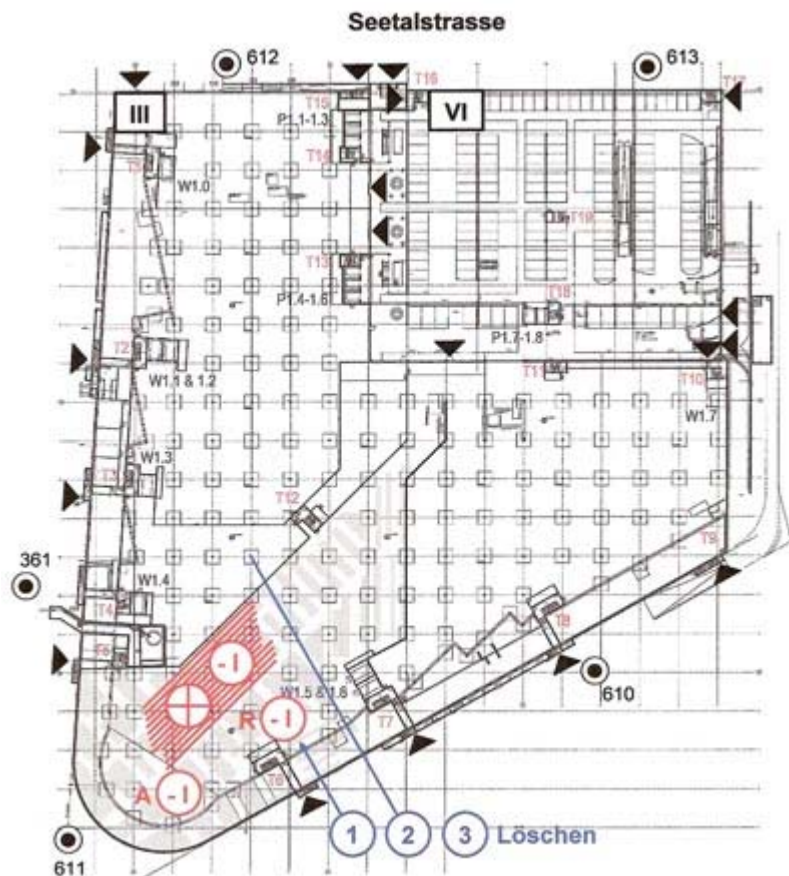 Seetalstrasse
612
613
T16
T17
III
T15
VI
P1.1-1.3
T14
W1.0
T19
T13
P1.4-1.6
T18
T2
P1.7-1.8
W1.1 & 1.2
T11
T10
W1.7
W1.3
T3
T12
T9
361
W1.4
T4
T8
T5
- I
W1.5 & 1.6
610
R - I
T7
T6
A - I
1 2 3 Löschen
611